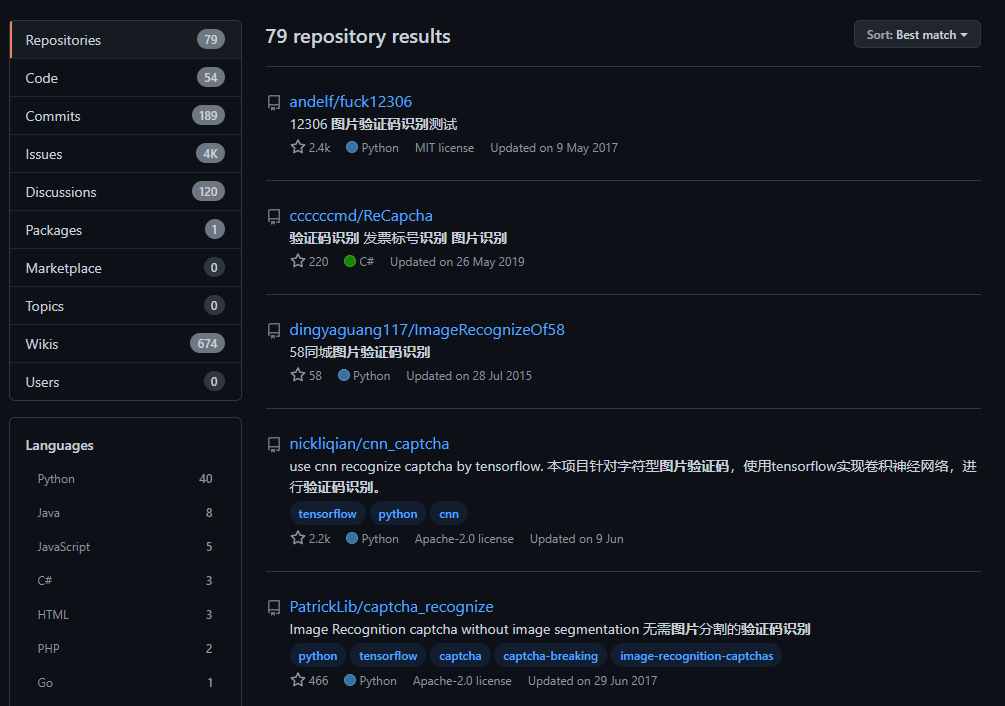 Repositories 79
Code 54
Commits 189
Issues 4K
Discussions 120
Packages 1
Marketplace 0
Topics 0
Wikis 674
Users 0
Languages
Python 40
Java 8
JavaScript 5
C# 3
HTML 3
PHP 2
Go 1
79 repository results
Sort: Best match
andelf/fuck12306
12306 图片验证码识别测试
2.4k Python MIT license Updated on 9 May 2017
ccccccmd/ReCapcha
验证码识别 发票标号识别 图片识别
220 C# Updated on 26 May 2019
dingyaguang117/ImageRecognizeOf58
58同城图片验证码识别
58 Python Updated on 28 Jul 2015
nickliqian/cnn_captcha
use cnn recognize captcha by tensorflow. 本项目针对字符型图片验证码，使用tensorflow实现卷积神经网络，进
行验证码识别。
tensorflow python cnn
2.2k Python Apache-2.0 license Updated on 9 Jun
PatrickLib/captcha_recognize
Image Recognition captcha without image segmentation 无需图片分割的验证码识别
python tensorflow captcha captcha-breaking image-recognition-captchas
466 Python Apache-2.0 license Updated on 29 Jun 2017